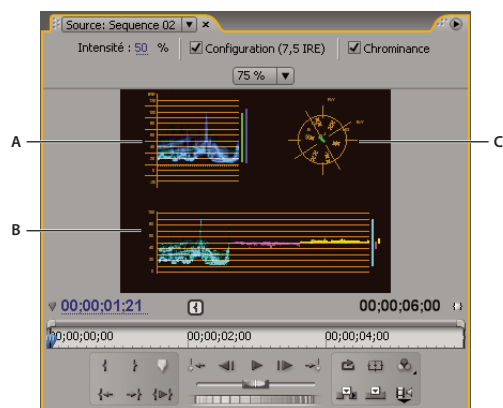 Source: Sequence 02
Intensité : 50 % Configuration (7,5 IRE) Chrominance
75 %
A
B
C
00;00;01;21 00;00;06;00
00;00;00;00 00;00;02;00 00;00;04;00